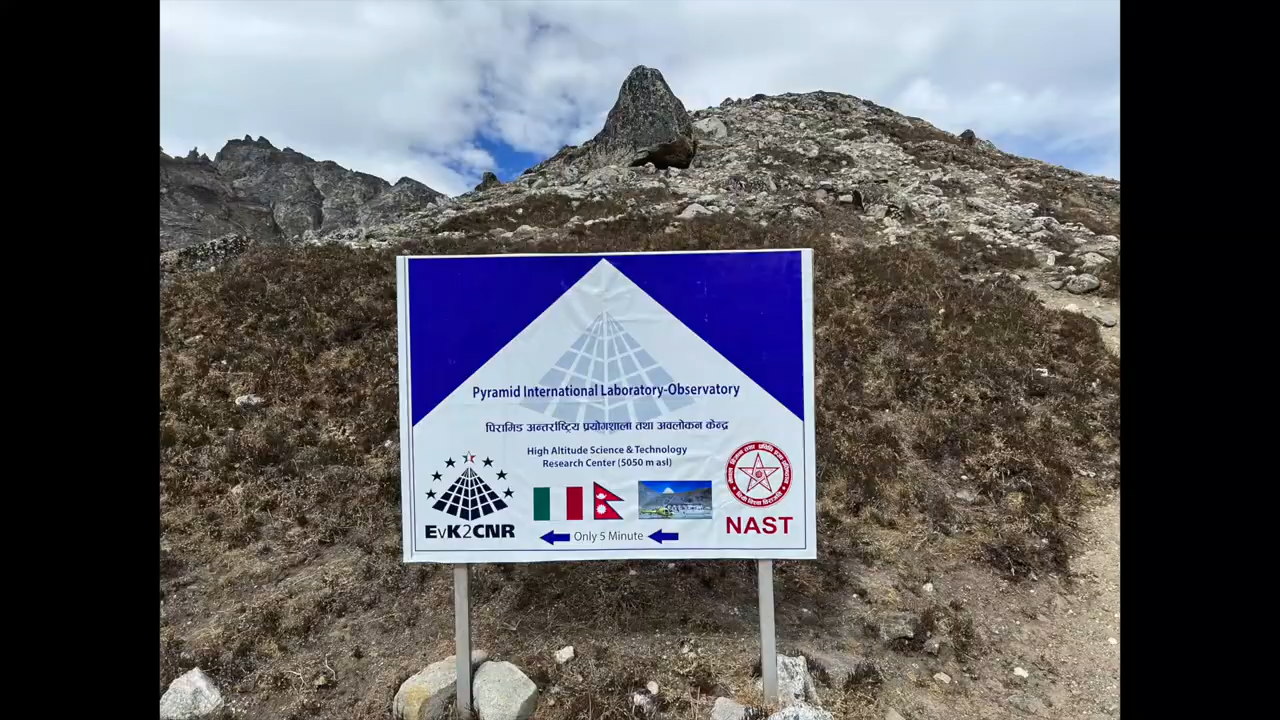 Pyramid International Laboratory-Observatory
पिरामिड अन्तर्राष्ट्रिय प्रयोगशाला तथा अवलोकन केन्द्र
High Altitude Science & Technology
Research Center (5050 m asl)
EvK2CNR
Only 5 Minute
NAST